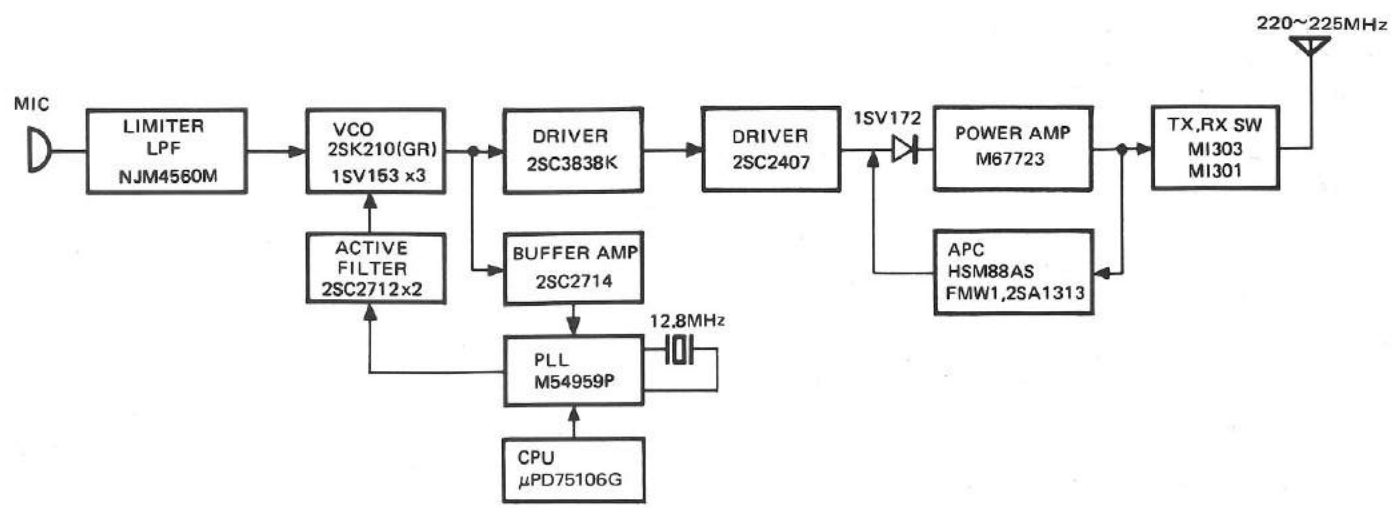 220~225MHz
MIC
LIMITER
LPF
NJM4560M
VCO
2SK210(GR)
1SV153 x3
DRIVER
2SC3838K
DRIVER
2SC2407
1SV172
POWER AMP
M67723
TX,RX SW
MI303
MI301
ACTIVE
FILTER
2SC2712x2
BUFFER AMP
2SC2714
APC
HSM88AS
FMW1,2SA1313
12.8MHz
PLL
M54959P
CPU
μPD75106G